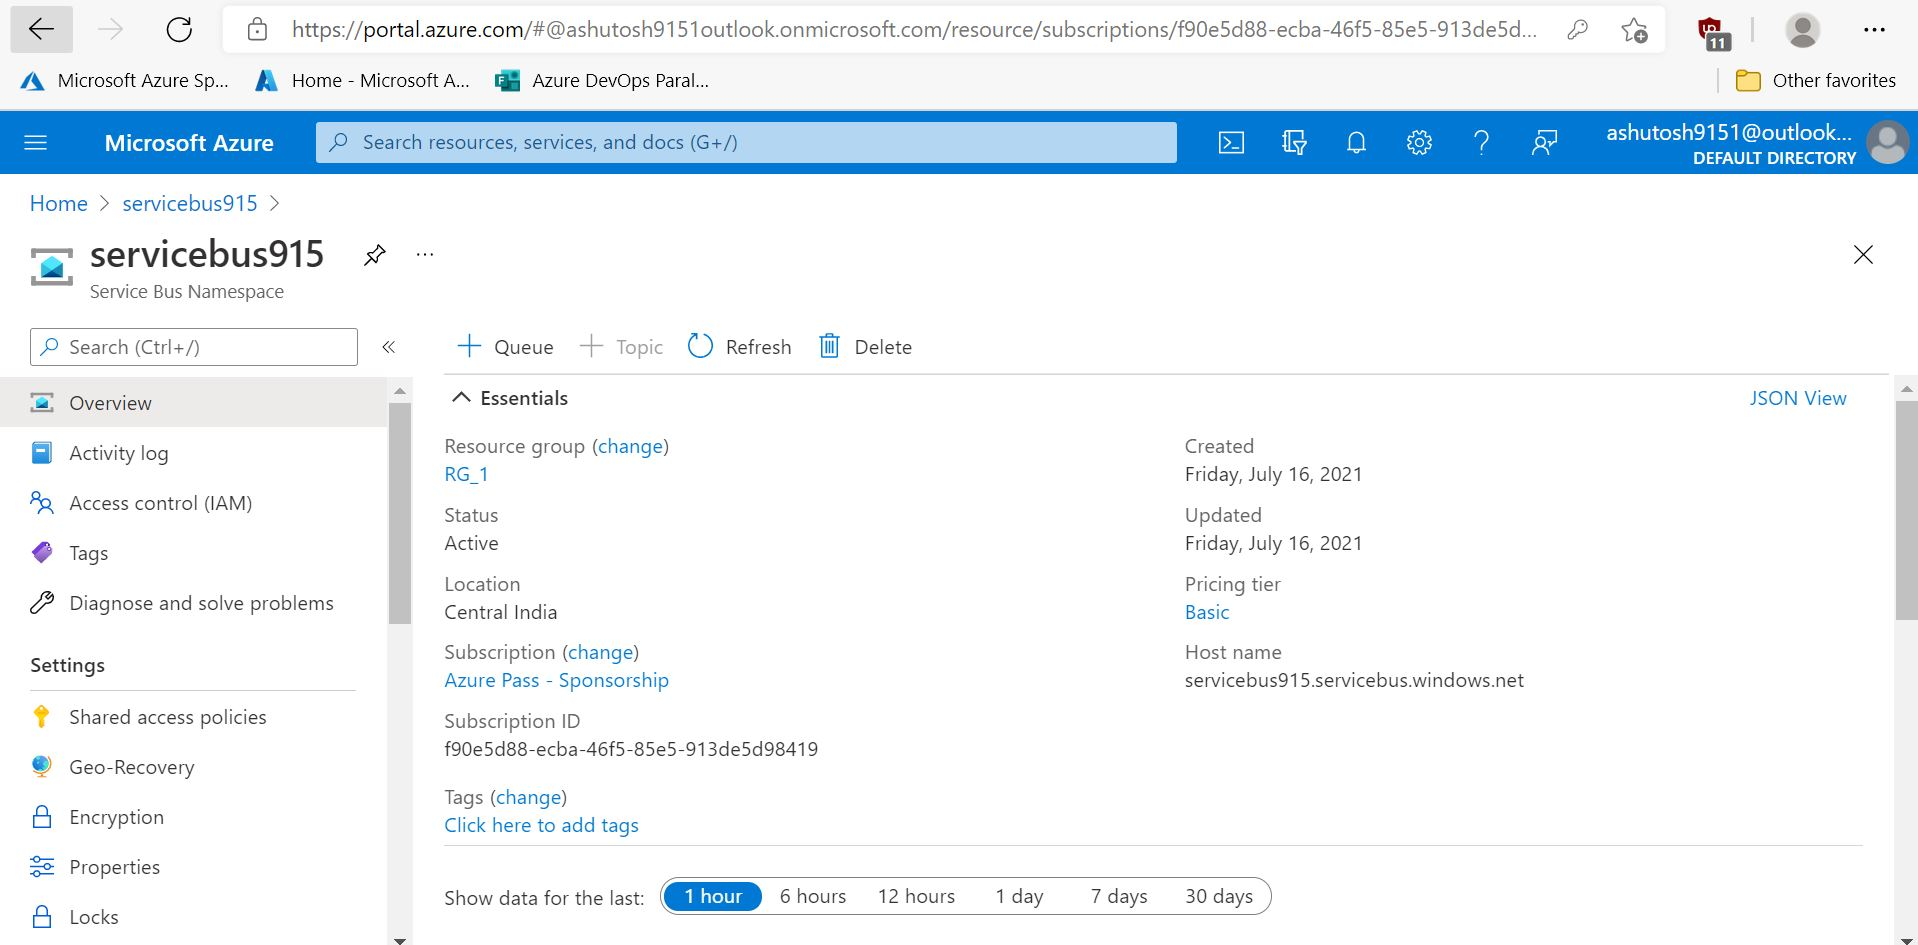 https://portal.azure.com/#@ashutosh9151outlook.onmicrosoft.com/resource/subscriptions/f90e5d88-ecba-46f5-85e5-913de5d...
11
Microsoft Azure Sp...
Home - Microsoft A...
Azure DevOps Paral...
Other favorites
Microsoft Azure
Search resources, services, and docs (G+/)
ashutosh9151@outlook...
DEFAULT DIRECTORY
Home > servicebus915 >
servicebus915
Service Bus Namespace
Search (Ctrl+/)
Queue
Topic
Refresh
Delete
Overview
Activity log
Access control (IAM)
Tags
Diagnose and solve problems
Settings
Shared access policies
Geo-Recovery
Encryption
Properties
Locks
Essentials
JSON View
Resource group (change)
RG_1
Status
Active
Location
Central India
Subscription (change)
Azure Pass - Sponsorship
Subscription ID
f90e5d88-ecba-46f5-85e5-913de5d98419
Tags (change)
Click here to add tags
Created
Friday, July 16, 2021
Updated
Friday, July 16, 2021
Pricing tier
Basic
Host name
servicebus915.servicebus.windows.net
Show data for the last:
1 hour
6 hours
12 hours
1 day
7 days
30 days